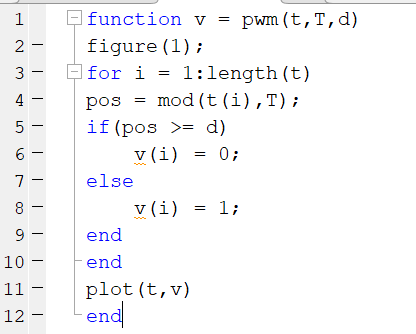 1 function v = pwm(t,T,d)
2 - figure(1);
3 - for i = 1:length(t)
4 - pos = mod(t(i),T);
5 - if(pos >= d)
6 - v(i) = 0;
7 - else
8 - v(i) = 1;
9 - end
10 - end
11 - plot(t,v)
12 - end